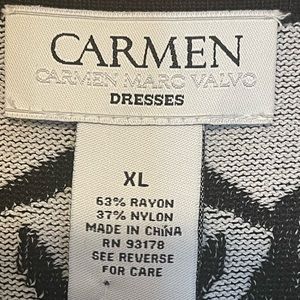 CARMEN
CARMEN MARC VALVO
DRESSES
XL
63% RAYON
37% NYLON
MADE IN CHINA
RN 93178
SEE REVERSE
FOR CARE